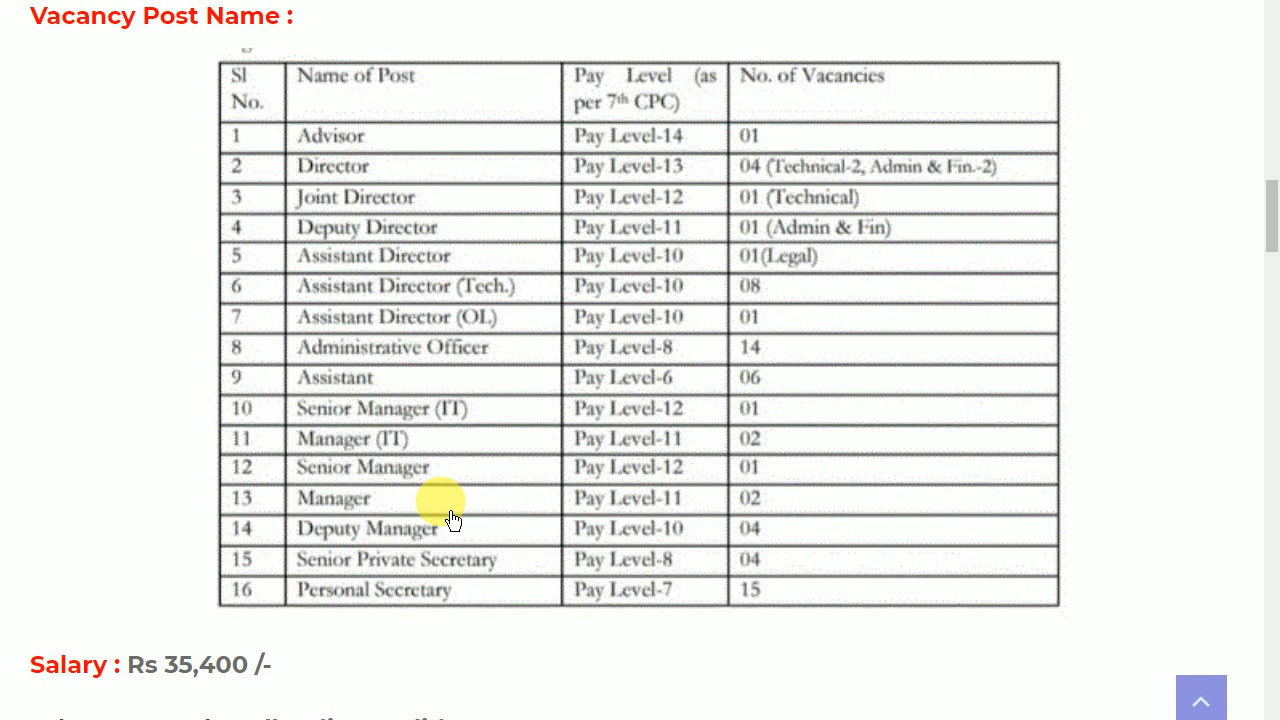 Vacancy Post Name :
Sl No. Name of Post Pay Level (as per 7th CPC) No. of Vacancies
1 Advisor Pay Level-14 01
2 Director Pay Level-13 04 (Technical-2, Admin & Fin.-2)
3 Joint Director Pay Level-12 01 (Technical)
4 Deputy Director Pay Level-11 01 (Admin & Fin)
5 Assistant Director Pay Level-10 01(Legal)
6 Assistant Director (Tech.) Pay Level-10 08
7 Assistant Director (OL) Pay Level-10 01
8 Administrative Officer Pay Level-8 14
9 Assistant Pay Level-6 06
10 Senior Manager (IT) Pay Level-12 01
11 Manager (IT) Pay Level-11 02
12 Senior Manager Pay Level-12 01
13 Manager Pay Level-11 02
14 Deputy Manager Pay Level-10 04
15 Senior Private Secretary Pay Level-8 04
16 Personal Secretary Pay Level-7 15
Salary : Rs 35,400 /-